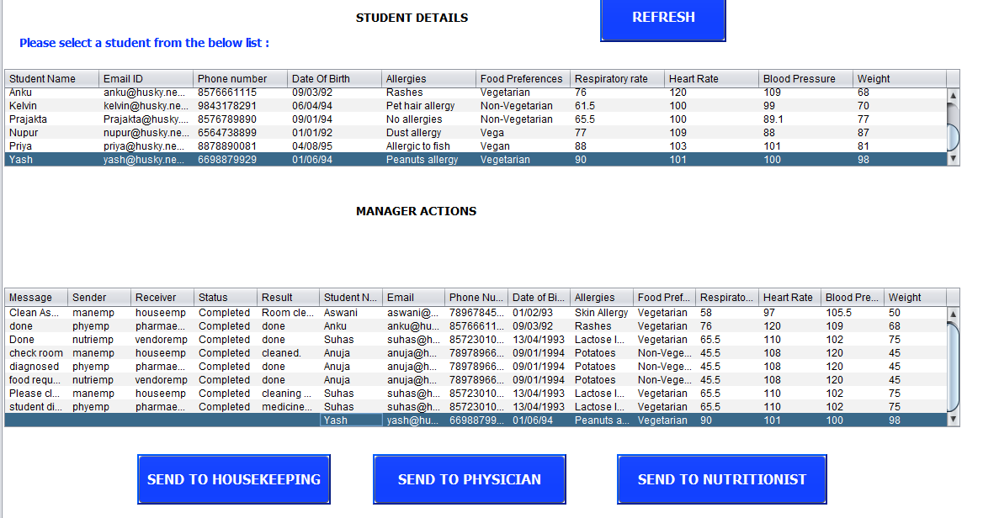 STUDENT DETAILS
REFRESH
Please select a student from the below list :
Student Name Email ID Phone number Date Of Birth Allergies Food Preferences Respiratory rate Heart Rate Blood Pressure Weight
Anku anku@husky.ne... 8576661115 09/03/92 Rashes Vegetarian 76 120 109 68
Kelvin kelvin@husky.ne... 9843178291 06/04/94 Pet hair allergy Non-Vegetarian 61.5 100 99 70
Prajakta Prajakta@husky.... 8576789890 09/01/94 No allergies Non-Vegetarian 65.5 100 89.1 77
Nupur nupur@husky.ne... 6564738899 01/01/92 Dust allergy Vega 77 109 88 87
Priya priya@husky.ne... 8878890081 04/08/95 Allergic to fish Vegan 88 103 101 81
Yash yash@husky.ne... 6698879929 01/06/94 Peanuts allergy Vegetarian 90 101 100 98
MANAGER ACTIONS
Message Sender Receiver Status Result Student N... Email Phone Nu... Date of Bi... Allergies Food Pref... Respirato... Heart Rate Blood Pre... Weight
Clean As... manemp houseemp Completed Room cle... Aswani aswani@... 78967845... 01/02/93 Skin Allergy Vegetarian 58 97 105.5 50
done phyemp pharmae... Completed done Anku anku@hu... 85766611... 09/03/92 Rashes Vegetarian 76 120 109 68
Done nutriemp vendoremp Completed done Suhas suhas@h... 85723010... 13/04/1993 Lactose I... Vegetarian 65.5 110 102 75
check room manemp houseemp Completed cleaned. Anuja anuja@h... 78978966... 09/01/1994 Potatoes Non-Vege... 45.5 108 120 45
diagnosed phyemp pharmae... Completed done Anuja anuja@h... 78978966... 09/01/1994 Potatoes Non-Vege... 45.5 108 120 45
food requ... nutriemp vendoremp Completed done Anuja anuja@h... 78978966... 09/01/1994 Potatoes Non-Vege... 45.5 108 120 45
Please cl... manemp houseemp Completed cleaning ... Suhas suhas@h... 85723010... 13/04/1993 Lactose I... Vegetarian 65.5 110 102 75
student di... phyemp pharmae... Completed medicine... Suhas suhas@h... 85723010... 13/04/1993 Lactose I... Vegetarian 65.5 110 102 75
Yash yash@hu... 66988799... 01/06/94 Peanuts a... Vegetarian 90 101 100 98
SEND TO HOUSEKEEPING SEND TO PHYSICIAN SEND TO NUTRITIONIST